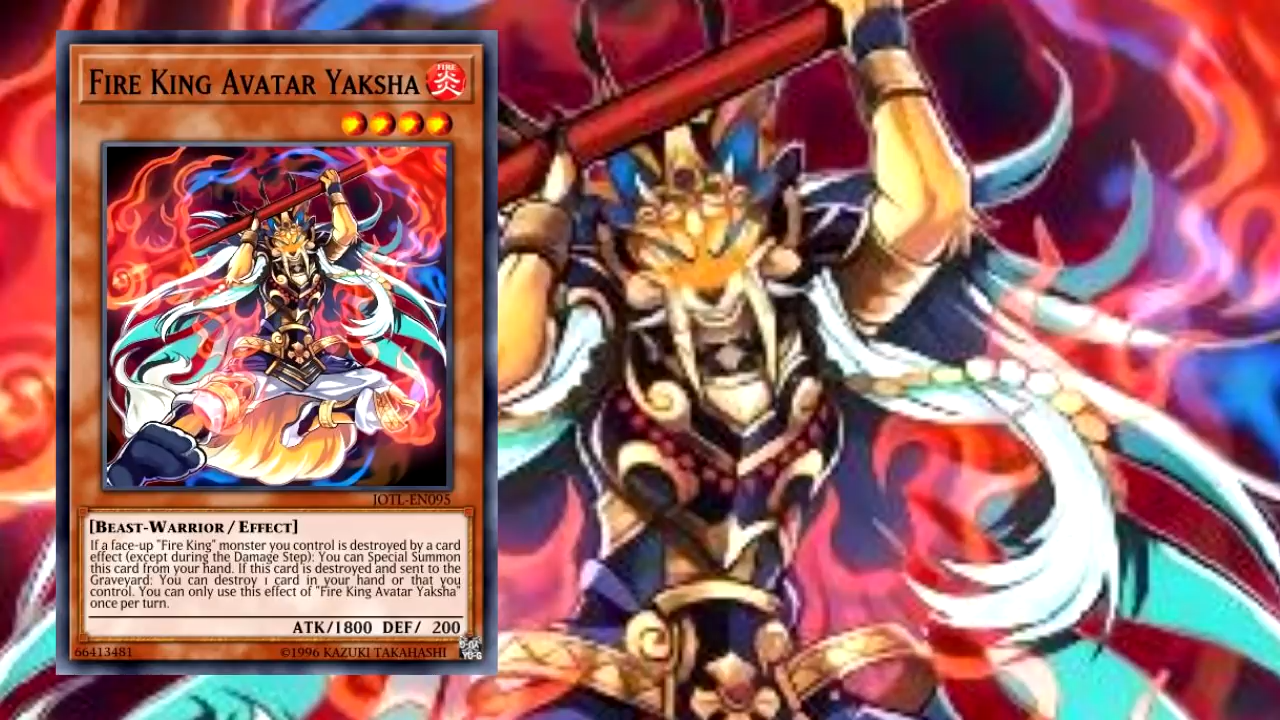 FIRE KING AVATAR YAKSHA
FIRE
炎
JOTL-EN095
[BEAST-WARRIOR / EFFECT]
If a face-up "Fire King" monster you control is destroyed by a card
effect (except during the Damage Step): You can Special Summon
this card from your hand. If this card is destroyed and sent to the
Graveyard: You can destroy 1 card in your hand or that you
control. You can only use this effect of "Fire King Avatar Yaksha"
once per turn.
ATK/1800 DEF/ 200
66413481
©1996 KAZUKI TAKAHASHI